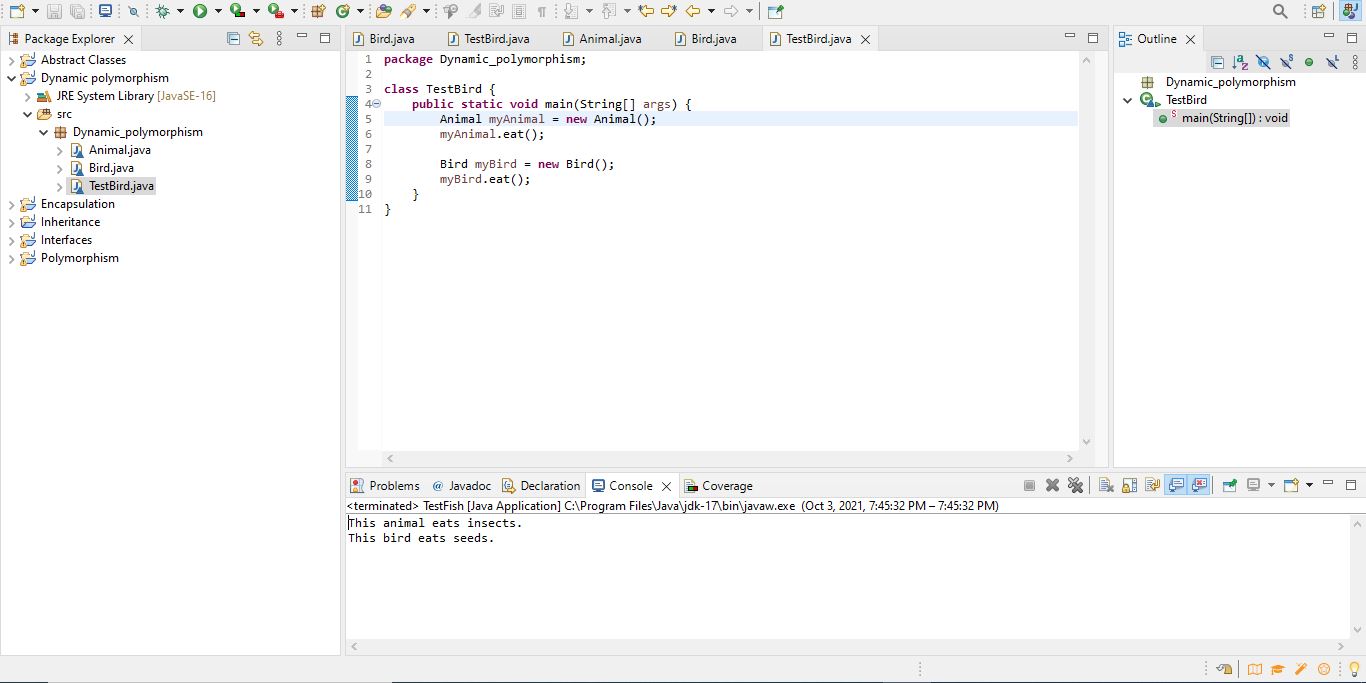 Package Explorer
Abstract Classes
Dynamic polymorphism
JRE System Library [JavaSE-16]
src
Dynamic_polymorphism
Animal.java
Bird.java
TestBird.java
Encapsulation
Inheritance
Interfaces
Polymorphism
Bird.java TestBird.java Animal.java Bird.java TestBird.java
1 package Dynamic_polymorphism;
2
3 class TestBird {
4 public static void main(String[] args) {
5 Animal myAnimal = new Animal();
6 myAnimal.eat();
7
8 Bird myBird = new Bird();
9 myBird.eat();
10 }
11 }
Outline
Dynamic_polymorphism
TestBird
main(String[]) : void
Problems @ Javadoc Declaration Console Coverage
<terminated> TestFish [Java Application] C:\Program Files\Java\jdk-17\bin\javaw.exe (Oct 3, 2021, 7:45:32 PM – 7:45:32 PM)
This animal eats insects.
This bird eats seeds.